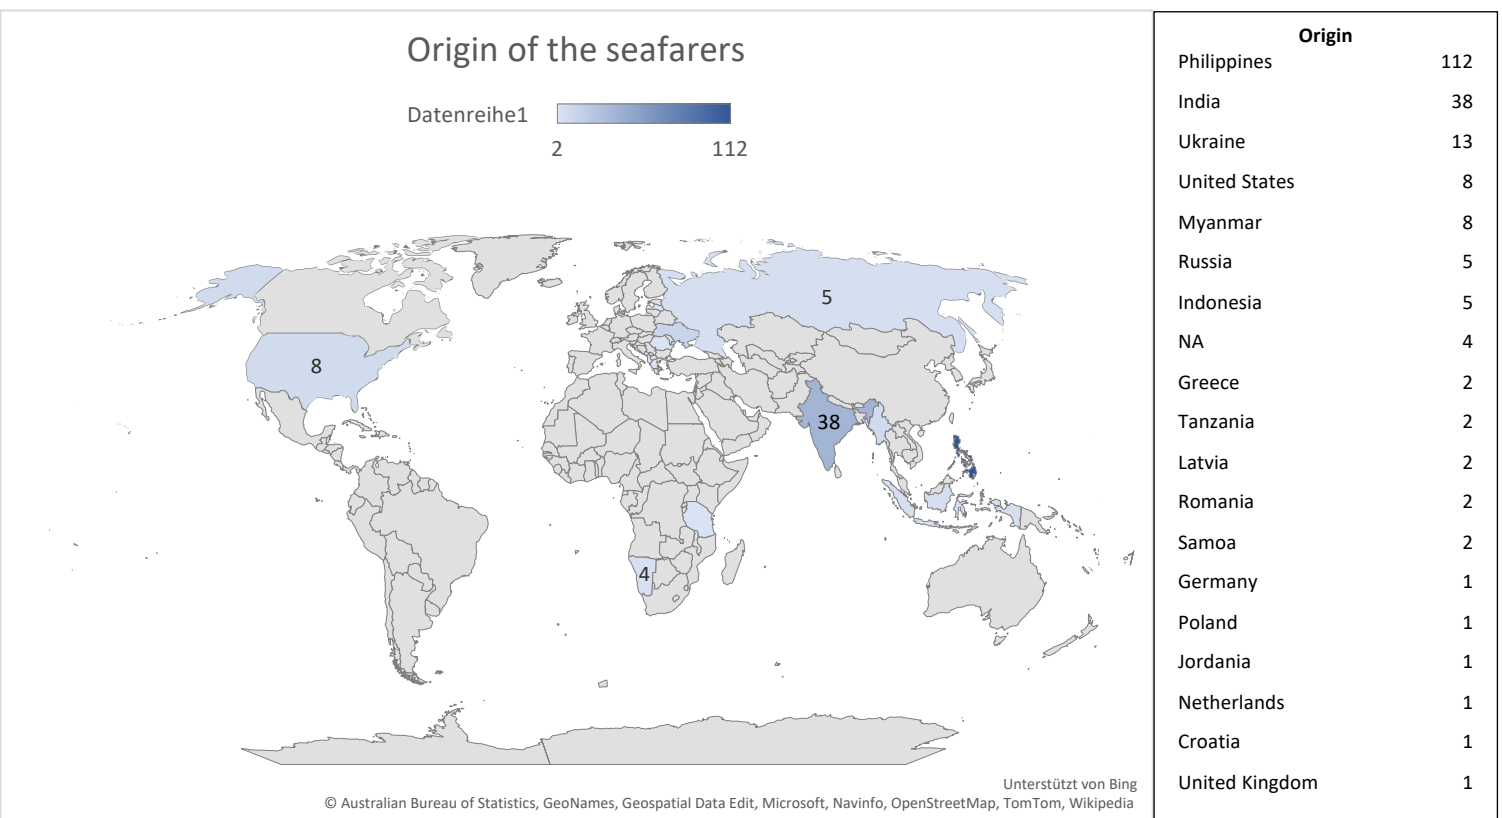 Origin of the seafarers
Datenreihe1
2 112
8
5
38
4
Unterstützt von Bing
© Australian Bureau of Statistics, GeoNames, Geospatial Data Edit, Microsoft, Navinfo, OpenStreetMap, TomTom, Wikipedia
Origin
Philippines 112
India 38
Ukraine 13
United States 8
Myanmar 8
Russia 5
Indonesia 5
NA 4
Greece 2
Tanzania 2
Latvia 2
Romania 2
Samoa 2
Germany 1
Poland 1
Jordania 1
Netherlands 1
Croatia 1
United Kingdom 1